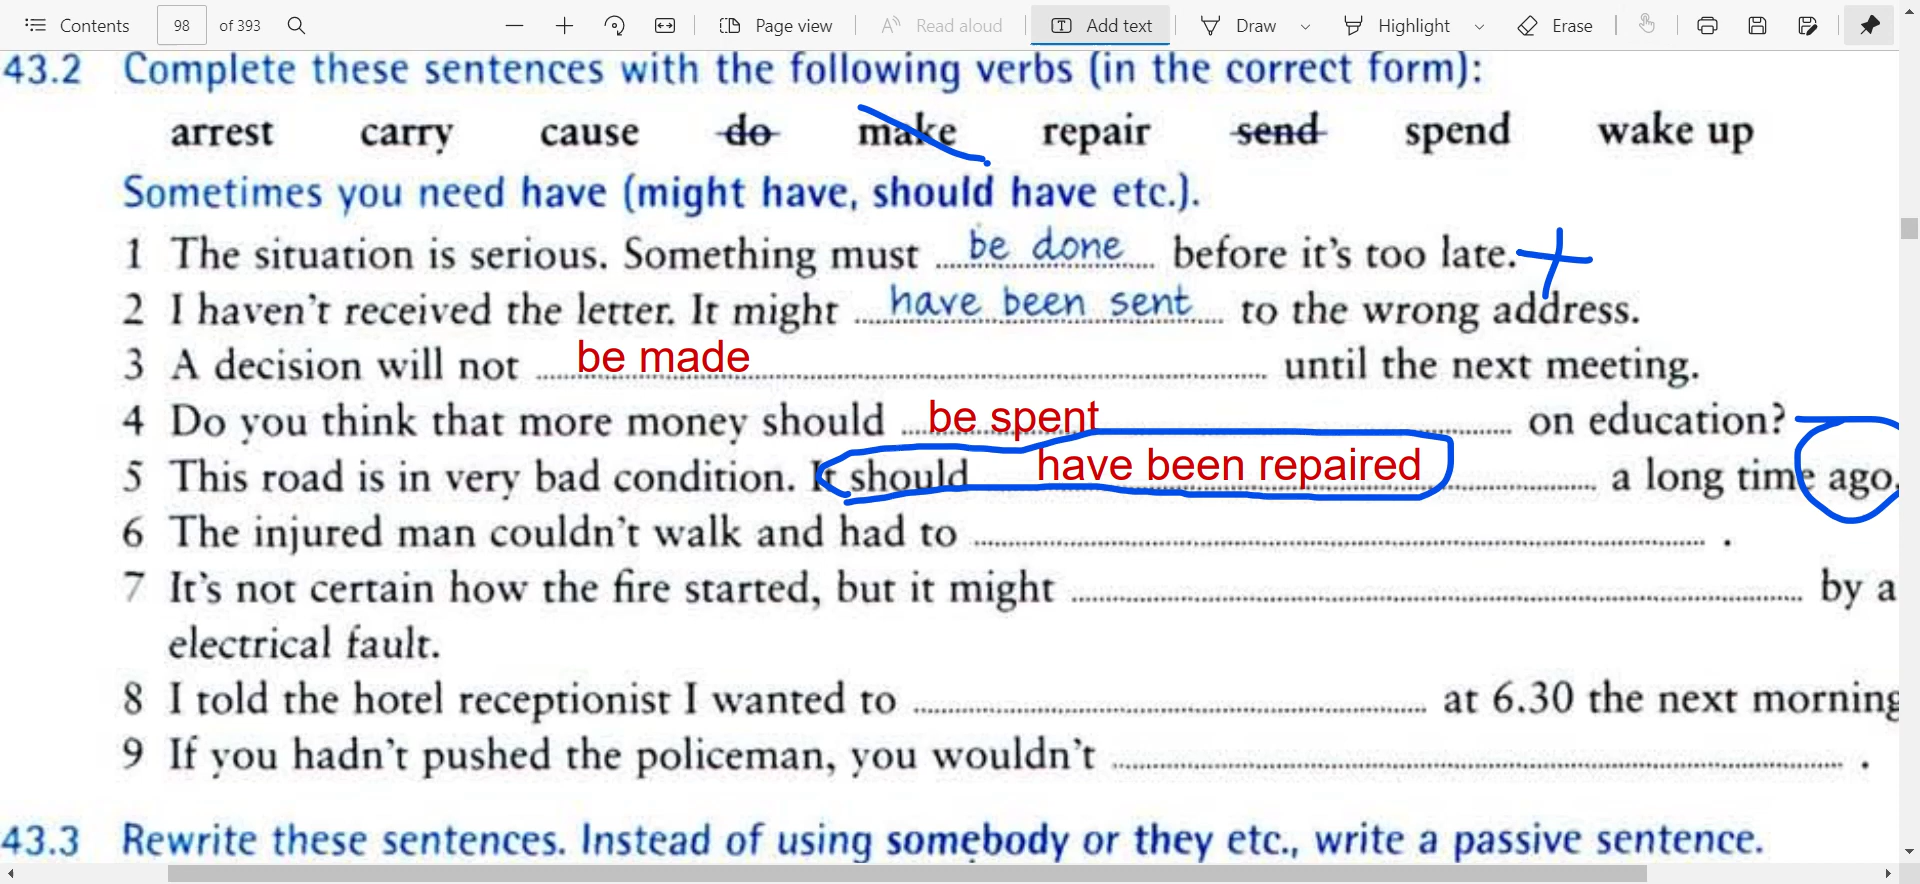 Contents 98 of 393 Page view Read aloud Add text Draw Highlight Erase
43.2 Complete these sentences with the following verbs (in the correct form):
arrest carry cause do make repair send spend wake up
Sometimes you need have (might have, should have etc.).
1 The situation is serious. Something must be done before it's too late.
2 I haven't received the letter. It might have been sent to the wrong address.
3 A decision will not be made until the next meeting.
4 Do you think that more money should be spent on education?
5 This road is in very bad condition. It should have been repaired a long time ago.
6 The injured man couldn't walk and had to .
7 It's not certain how the fire started, but it might by a
electrical fault.
8 I told the hotel receptionist I wanted to at 6.30 the next morning
9 If you hadn't pushed the policeman, you wouldn't .
43.3 Rewrite these sentences. Instead of using somebody or they etc., write a passive sentence.